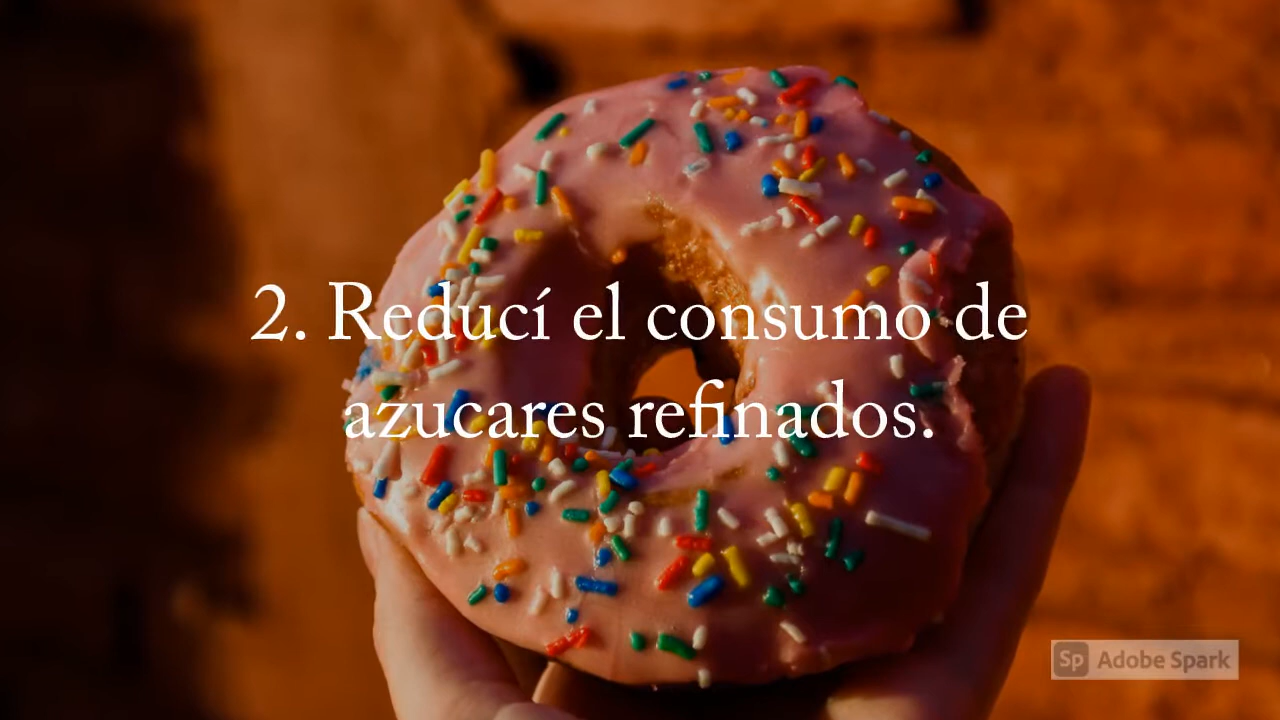 2. Reducí el consumo de
azucares refinados.
Sp Adobe Spark